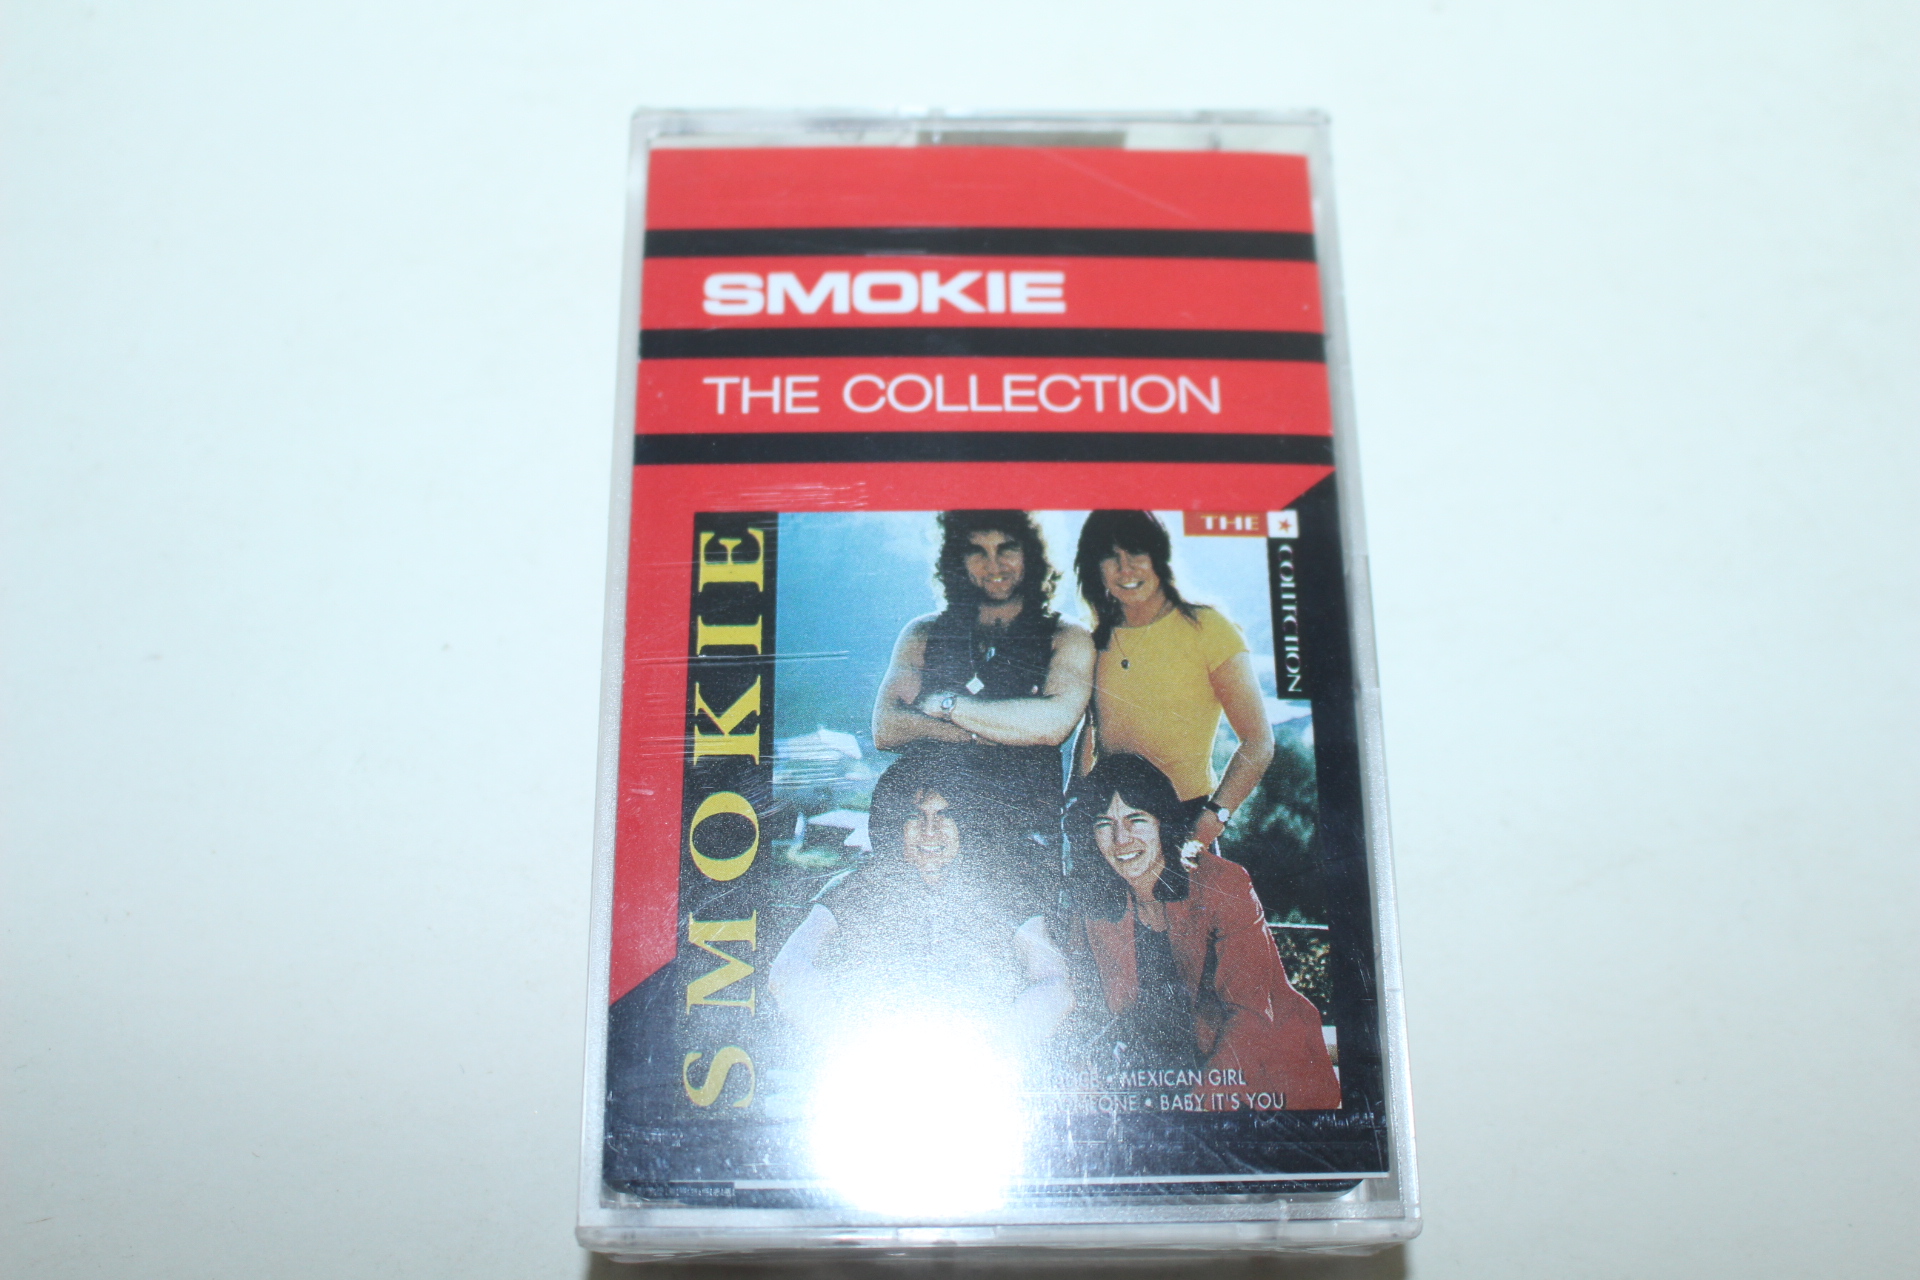 SMOKIE
THE COLLECTION
SMOKIE
THE
COLLECTION
• MEXICAN GIRL
• BABY IT'S YOU